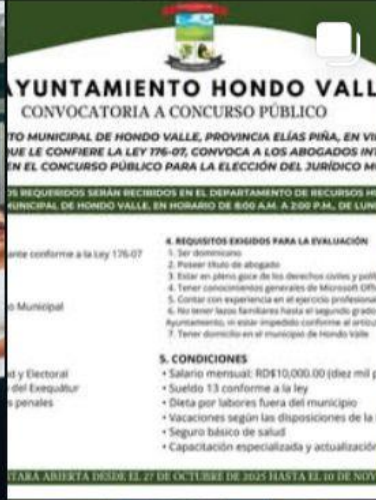 AYUNTAMIENTO HONDO VALL
CONVOCATORIA A CONCURSO PÚBLICO
TO MUNICIPAL DE HONDO VALLE, PROVINCIA ELÍAS PIÑA, EN VI
UE LE CONFIERE LA LEY 176-07, CONVOCA A LOS ABOGADOS INT
EN EL CONCURSO PÚBLICO PARA LA ELECCIÓN DEL JURÍDICO M
OS REQUERIDOS SERÁN RECIBIDOS EN EL DEPARTAMENTO DE RECURSOS H
MUNICIPAL DE HONDO VALLE, EN HORARIO DE 8:00 A.M. A 2:00 P.M., DE LUN
ante conforme a la Ley 176-07
o Municipal
d y Electoral
del Exequátur
s penales
4. REQUISITOS EXIGIDOS PARA LA EVALUACIÓN
1. Ser dominicano
2. Poseer título de abogado
3. Estar en pleno goce de los derechos civiles y polí
4. Tener conocimientos generales de Microsoft Offi
5. Contar con experiencia en el ejercicio profesiona
6. No tener lazos familiares hasta el segundo grado
Ayuntamiento, ni estar impedido conforme al artícu
7. Tener domicilio en el municipio de Hondo Valle
5. CONDICIONES
• Salario mensual: RD$10,000.00 (diez mil p
• Sueldo 13 conforme a la ley
• Dieta por labores fuera del municipio
• Vacaciones según las disposiciones de la
• Seguro básico de salud
• Capacitación especializada y actualizació
TARÁ ABIERTA DESDE EL 27 DE OCTUBRE DE 2025 HASTA EL 10 DE NOV